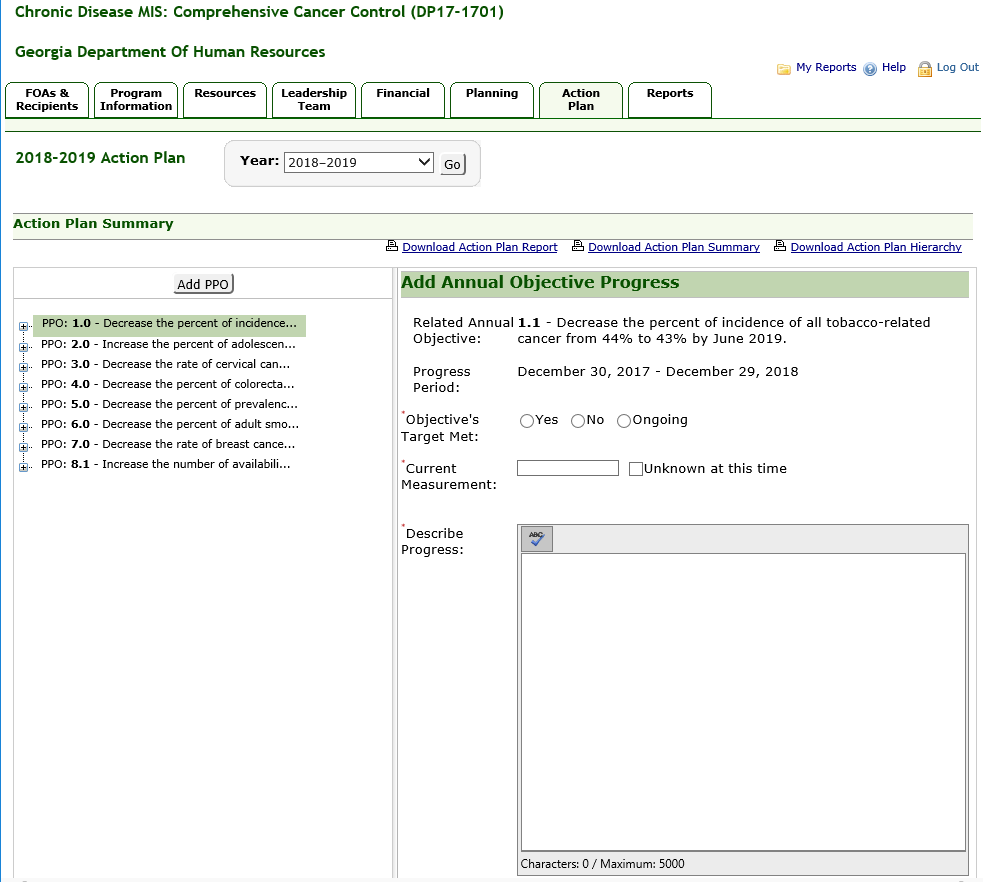 Chronic Disease MIS: Comprehensive Cancer Control (DP17-1701)
Georgia Department Of Human Resources
My Reports Help Log Out
FOAs & Recipients
Program Information
Resources
Leadership Team
Financial
Planning
Action Plan
Reports
2018-2019 Action Plan
Year: 2018–2019 Go
Action Plan Summary
Download Action Plan Report Download Action Plan Summary Download Action Plan Hierarchy
Add PPO
PPO: 1.0 - Decrease the percent of incidence...
PPO: 2.0 - Increase the percent of adolescen...
PPO: 3.0 - Decrease the rate of cervical can...
PPO: 4.0 - Decrease the percent of colorecta...
PPO: 5.0 - Decrease the percent of prevalenc...
PPO: 6.0 - Decrease the percent of adult smo...
PPO: 7.0 - Decrease the rate of breast cance...
PPO: 8.1 - Increase the number of availabili...
Add Annual Objective Progress
Related Annual 1.1 - Decrease the percent of incidence of all tobacco-related
Objective: cancer from 44% to 43% by June 2019.
Progress December 30, 2017 - December 29, 2018
Period:
*Objective's Yes No Ongoing
Target Met:
*Current Unknown at this time
Measurement:
*Describe
Progress:
ABC
Characters: 0 / Maximum: 5000